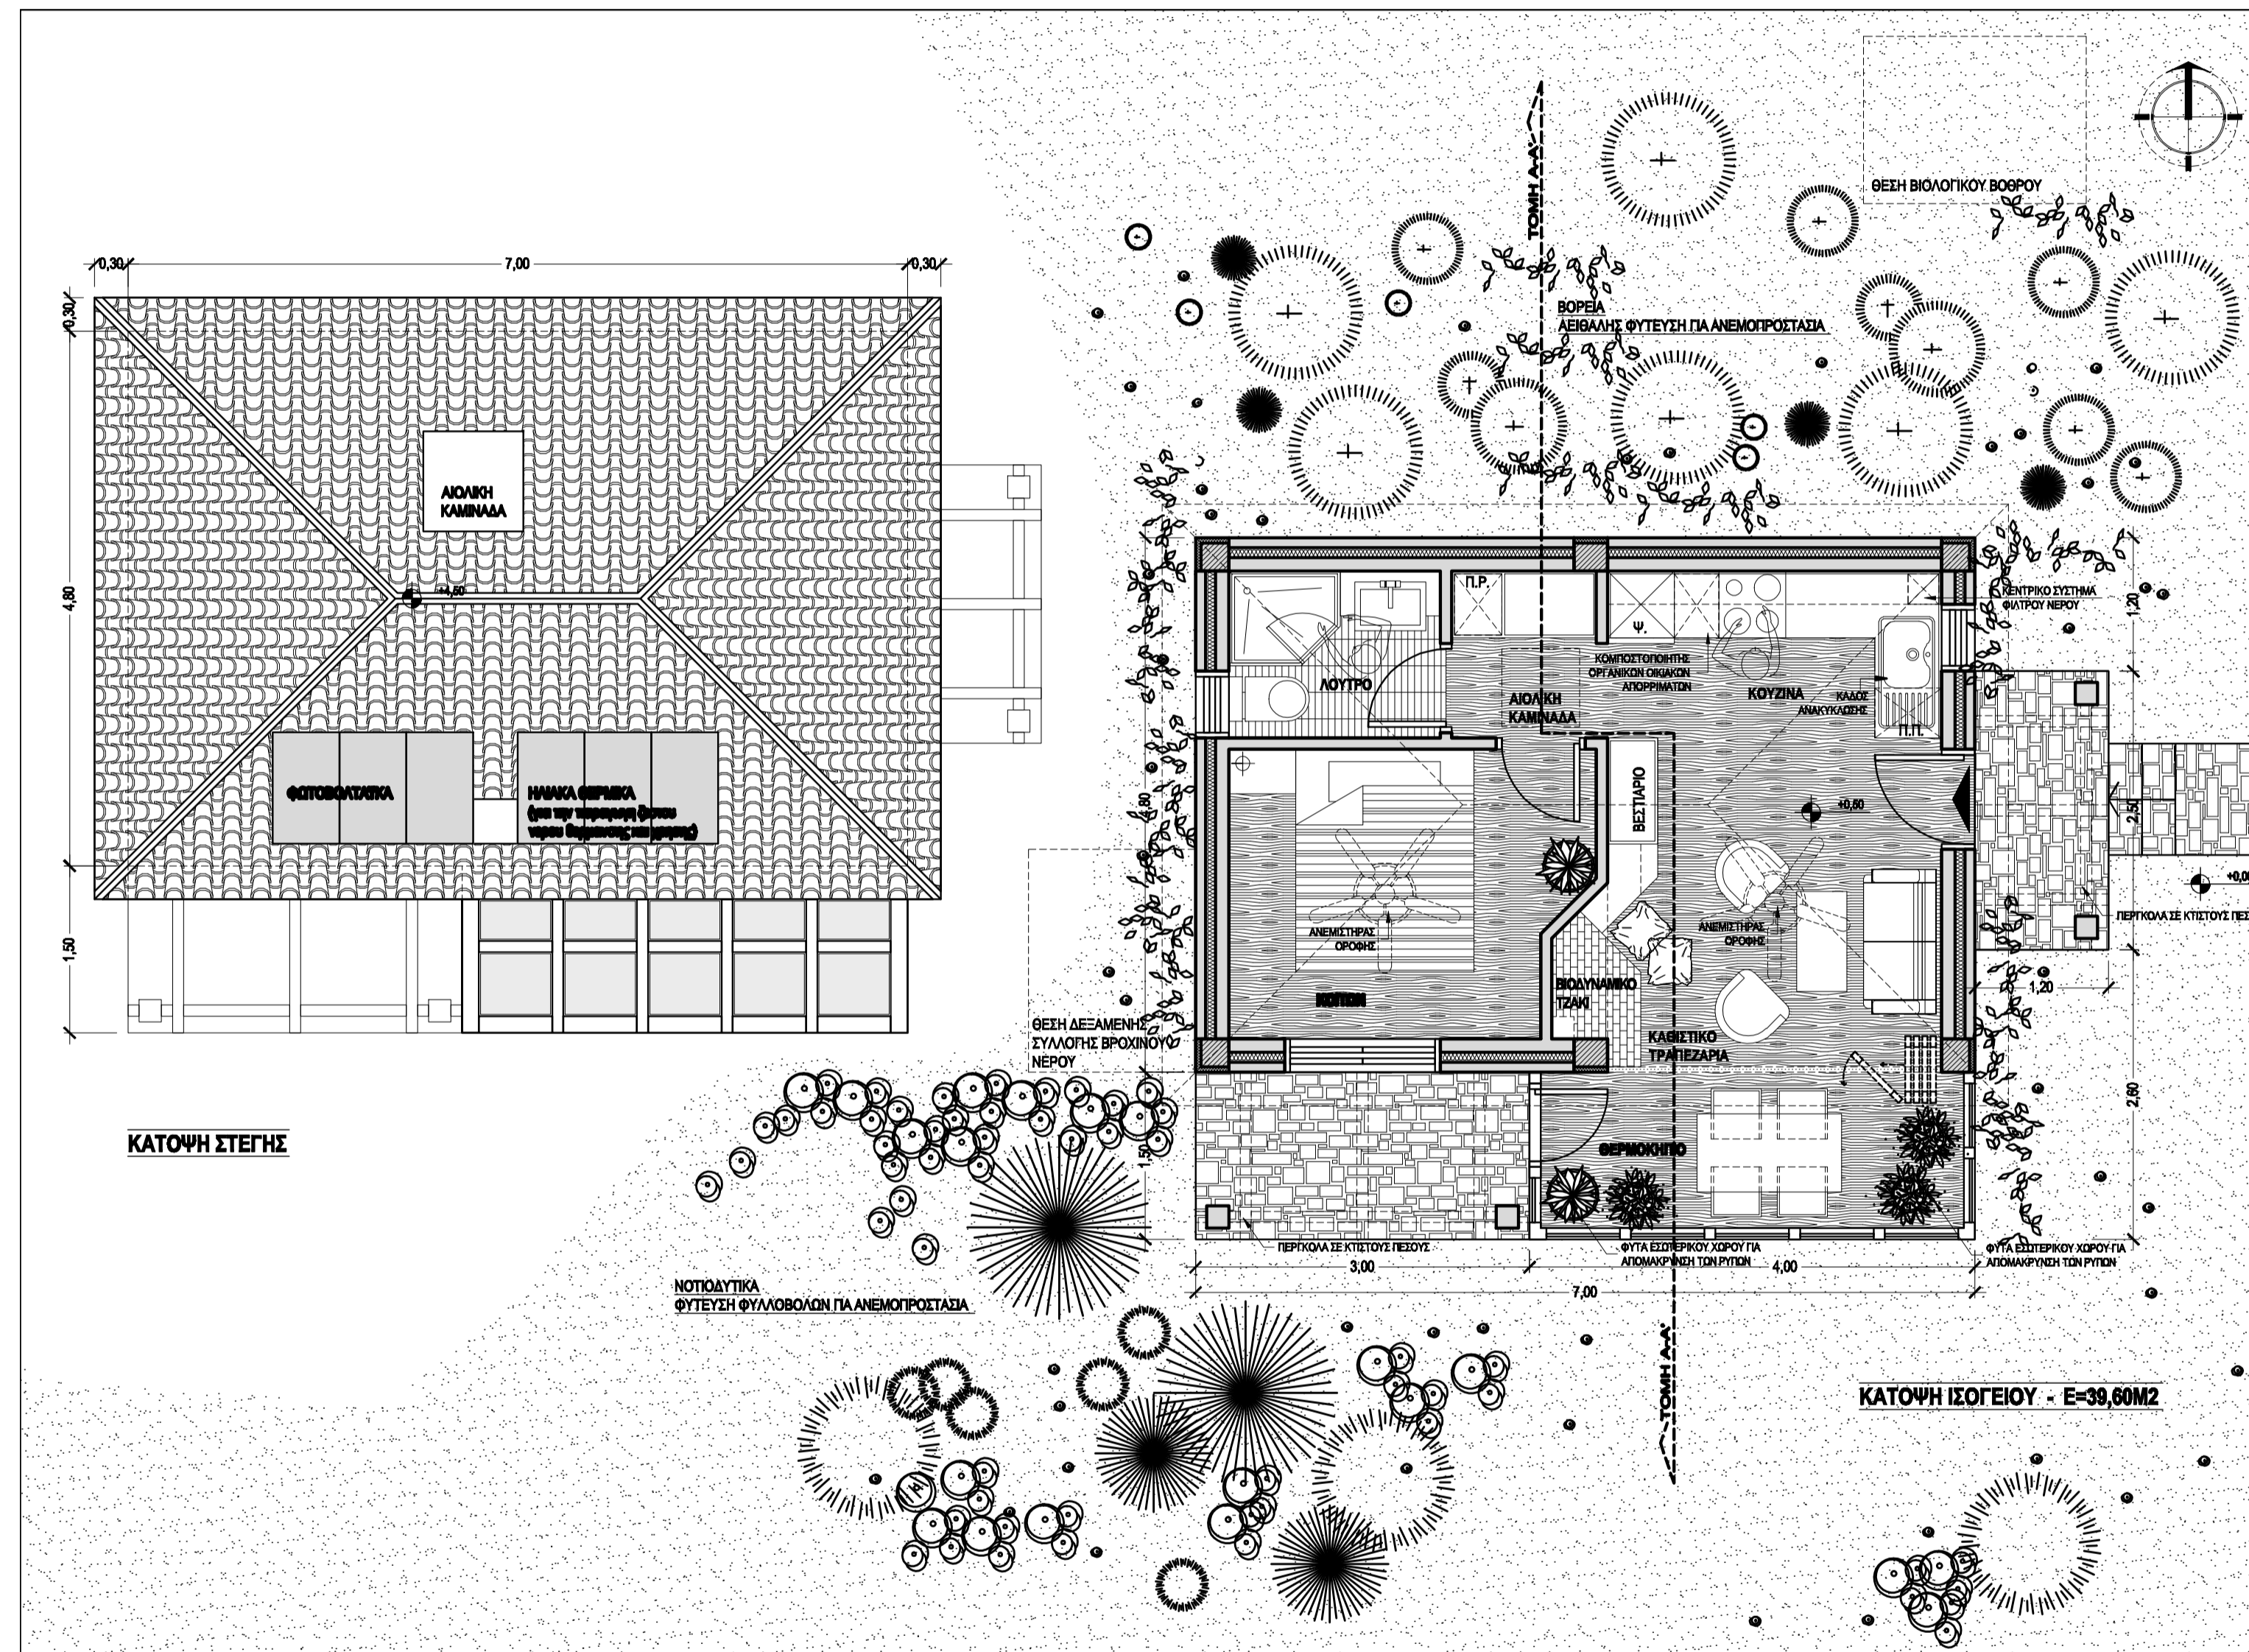 0,30
7,00
0,30
0,30
4,80
1,50
ΑΙΟΛΙΚΗ
ΚΑΜΙΝΑΔΑ
+4,50
ΦΩΤΟΒΟΛΤΑΪΚΑ
ΗΛΙΑΚΑ ΘΕΡΜΙΚΑ
ΚΑΤΟΨΗ ΣΤΕΓΗΣ
ΤΟΜΗ Α-Α'
ΘΕΣΗ ΒΙΟΛΟΓΙΚΟΥ ΒΟΘΡΟΥ
ΒΟΡΕΙΑ
ΑΕΙΘΑΛΗΣ ΦΥΤΕΥΣΗ ΓΙΑ ΑΝΕΜΟΠΡΟΣΤΑΣΙΑ
Π.Ρ.
Ψ.
ΚΕΝΤΡΙΚΟ ΣΥΣΤΗΜΑ
ΦΙΛΤΡΟΥ ΝΕΡΟΥ
1,20
ΛΟΥΤΡΟ
ΚΟΜΠΟΣΤΟΠΟΙΗΤΗΣ
ΟΡΓΑΝΙΚΩΝ ΟΙΚΙΑΚΩΝ
ΑΠΟΡΡΙΜΑΤΩΝ
ΑΙΟΛΙΚΗ
ΚΑΜΙΝΑΔΑ
ΚΟΥΖΙΝΑ
ΚΑΔΟΣ
ΑΝΑΚΥΚΛΩΣΗΣ
Π.Π.
4,80
ΒΕΣΤΙΑΡΙΟ
+0,50
2,50
+0,00
ΠΕΡΓΚΟΛΑ ΣΕ ΚΤΙΣΤΟΥΣ ΠΕΣ
ΑΝΕΜΙΣΤΗΡΑΣ
ΟΡΟΦΗΣ
ΑΝΕΜΙΣΤΗΡΑΣ
ΟΡΟΦΗΣ
ΚΟΙΤΩΝ
ΒΙΟΔΥΝΑΜΙΚΟ
ΤΖΑΚΙ
1,20
ΘΕΣΗ ΔΕΞΑΜΕΝΗΣ
ΣΥΛΛΟΓΗΣ ΒΡΟΧΙΝΟΥ
ΝΕΡΟΥ
ΚΑΘΙΣΤΙΚΟ
ΤΡΑΠΕΖΑΡΙΑ
2,60
1,50
ΘΕΡΜΟΚΗΠΙΟ
ΠΕΡΓΚΟΛΑ ΣΕ ΚΤΙΣΤΟΥΣ ΠΕΣΟΥΣ
ΦΥΤΑ ΕΣΩΤΕΡΙΚΟΥ ΧΩΡΟΥ ΓΙΑ
ΑΠΟΜΑΚΡΥΝΣΗ ΤΩΝ ΡΥΠΩΝ
ΦΥΤΑ ΕΣΩΤΕΡΙΚΟΥ ΧΩΡΟΥ ΓΙΑ
ΑΠΟΜΑΚΡΥΝΣΗ ΤΩΝ ΡΥΠΩΝ
3,00
4,00
7,00
ΝΟΤΙΟΔΥΤΙΚΑ
ΦΥΤΕΥΣΗ ΦΥΛΛΟΒΟΛΩΝ ΓΙΑ ΑΝΕΜΟΠΡΟΣΤΑΣΙΑ
ΤΟΜΗ Α-Α'
ΚΑΤΟΨΗ ΙΣΟΓΕΙΟΥ - Ε=39,60Μ2